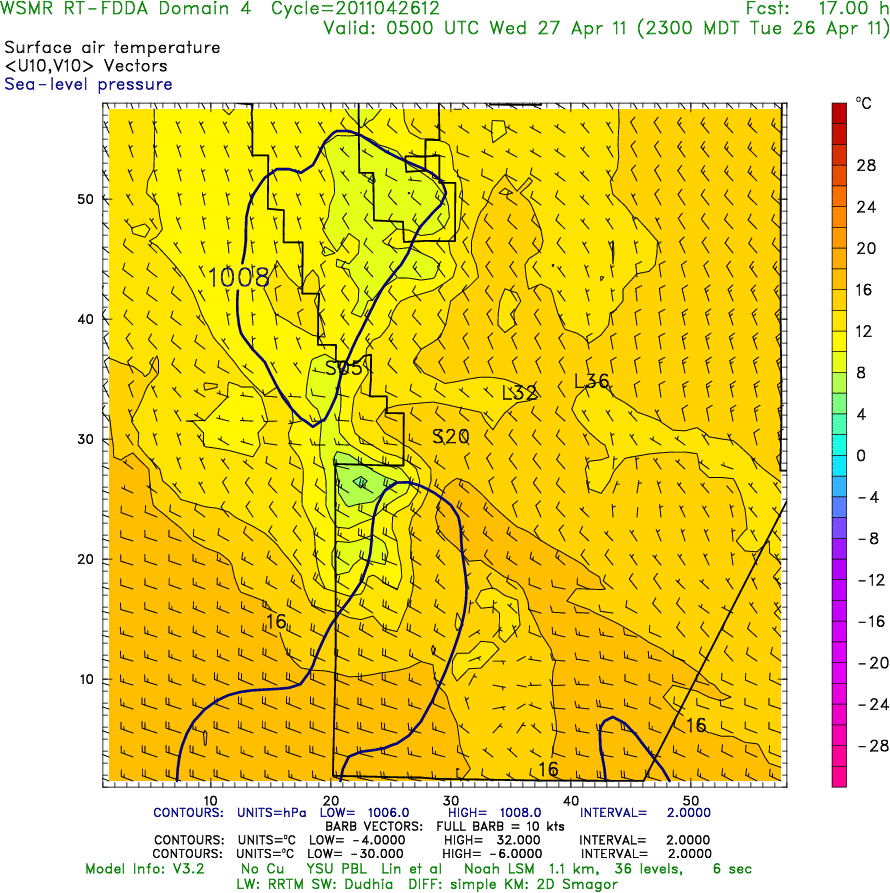 WSMR RT-FDDA Domain 4 Cycle=2011042612 Fcst: 17.00 h
Valid: 0500 UTC Wed 27 Apr 11 (2300 MDT Tue 26 Apr 11)
Surface air temperature
<U10,V10> Vectors
Sea-level pressure
°C
28
24
20
16
12
8
4
0
-4
-8
-12
-16
-20
-24
-28
50
40
30
20
10
1008
S05
L32
L36
S20
16
16
16
10 20 30 40 50
CONTOURS: UNITS=hPa LOW= 1006.0 HIGH= 1008.0 INTERVAL= 2.0000
BARB VECTORS: FULL BARB = 10 kts
CONTOURS: UNITS=°C LOW= -4.0000 HIGH= 32.000 INTERVAL= 2.0000
CONTOURS: UNITS=°C LOW= -30.000 HIGH= -6.0000 INTERVAL= 2.0000
Model Info: V3.2 No Cu YSU PBL Lin et al Noah LSM 1.1 km, 36 levels, 6 sec
LW: RRTM SW: Dudhia DIFF: simple KM: 2D Smagor